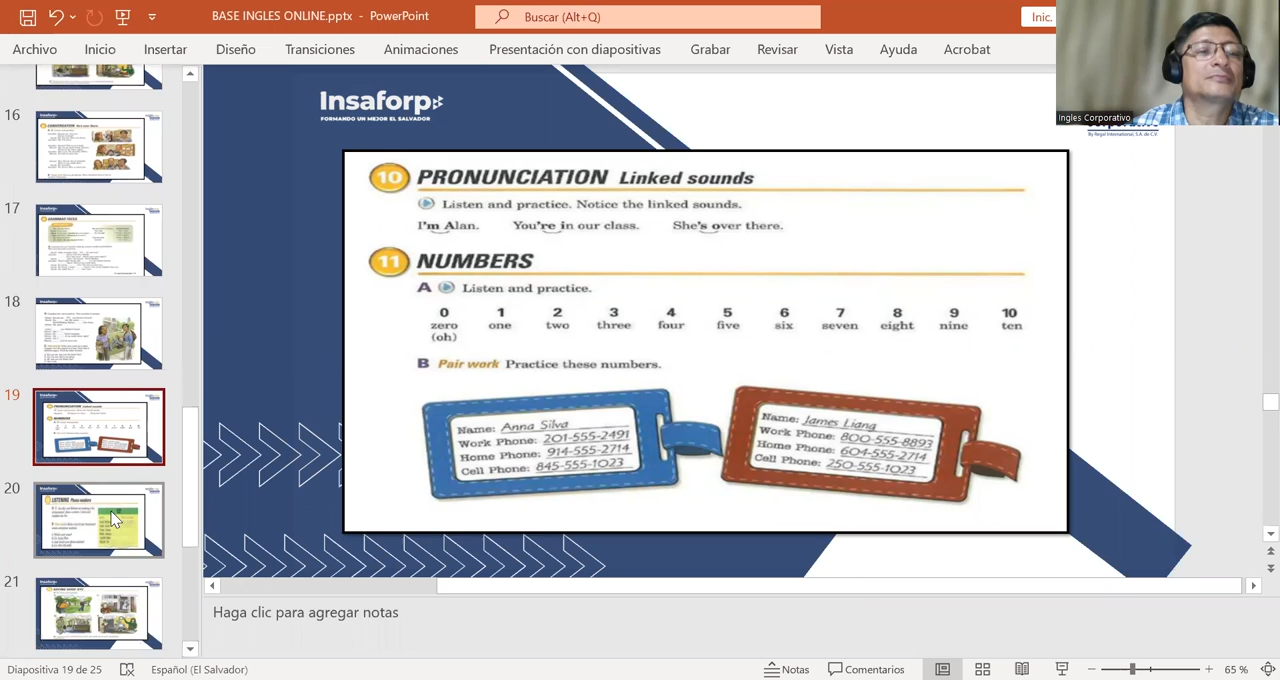 BASE INGLES ONLINE.pptx - PowerPoint
Buscar (Alt+Q)
Inic.
Archivo Inicio Insertar Diseño Transiciones Animaciones Presentación con diapositivas Grabar Revisar Vista Ayuda Acrobat
Ingles Corporativo
16
17
18
19
20
21
Insaforp
FORMANDO UN MEJOR EL SALVADOR
By Regal International, S.A. de C.V.
10 PRONUNCIATION Linked sounds
Listen and practice. Notice the linked sounds.
I'm Alan. You're in our class. She's over there.
11 NUMBERS
A Listen and practice.
0 1 2 3 4 5 6 7 8 9 10
zero one two three four five six seven eight nine ten
(oh)
B Pair work Practice these numbers.
Name: Anna Silva
Work Phone: 201-555-2491
Home Phone: 914-555-2714
Cell Phone: 845-555-1023
Name: James Liang
Work Phone: 800-555-8893
Home Phone: 604-555-2714
Cell Phone: 250-555-1023
Haga clic para agregar notas
Diapositiva 19 de 25 Español (El Salvador) Notas Comentarios 65 %